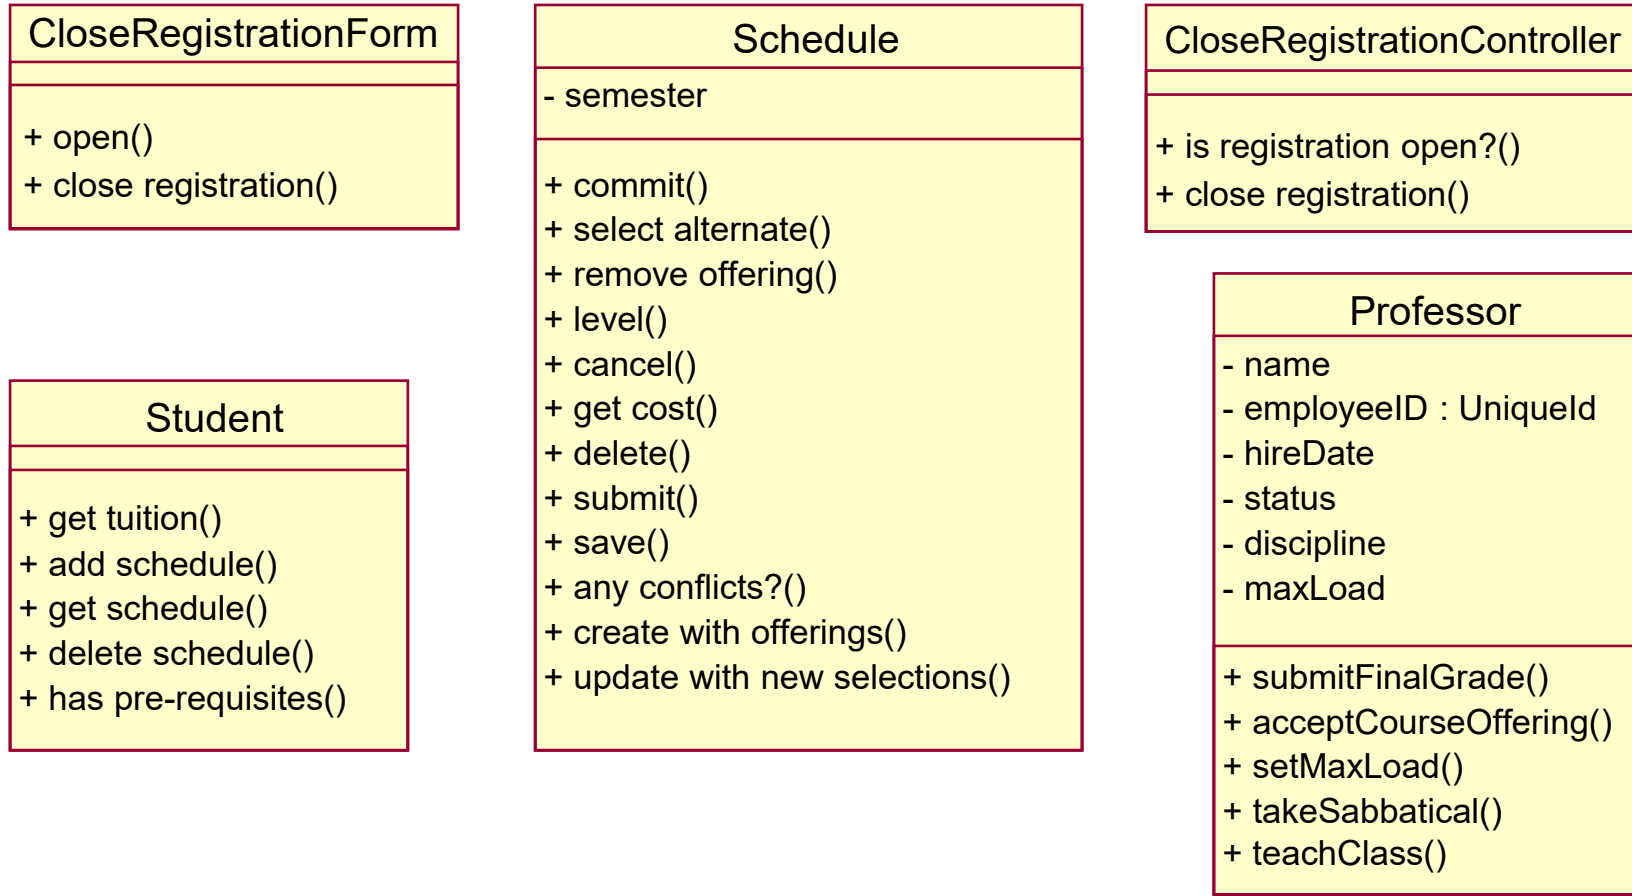 CloseRegistrationForm
+ open()
+ close registration()
Schedule
- semester
+ commit()
+ select alternate()
+ remove offering()
+ level()
+ cancel()
+ get cost()
+ delete()
+ submit()
+ save()
+ any conflicts?()
+ create with offerings()
+ update with new selections()
CloseRegistrationController
+ is registration open?()
+ close registration()
Student
+ get tuition()
+ add schedule()
+ get schedule()
+ delete schedule()
+ has pre-requisites()
Professor
- name
- employeeID : UniqueId
- hireDate
- status
- discipline
- maxLoad
+ submitFinalGrade()
+ acceptCourseOffering()
+ setMaxLoad()
+ takeSabbatical()
+ teachClass()